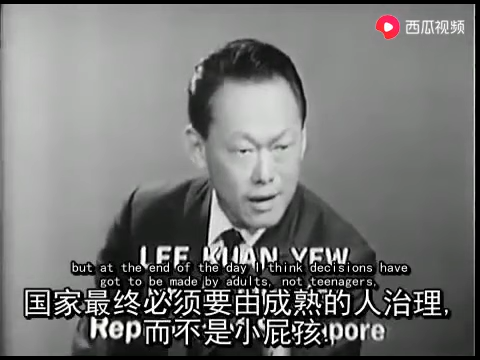 西瓜视频
LEE KUAN YEW
but at the end of the day I think decisions have
got to be made by adults, not teenagers.
国家最终必须要由成熟的人治理,
而不是小屁孩.